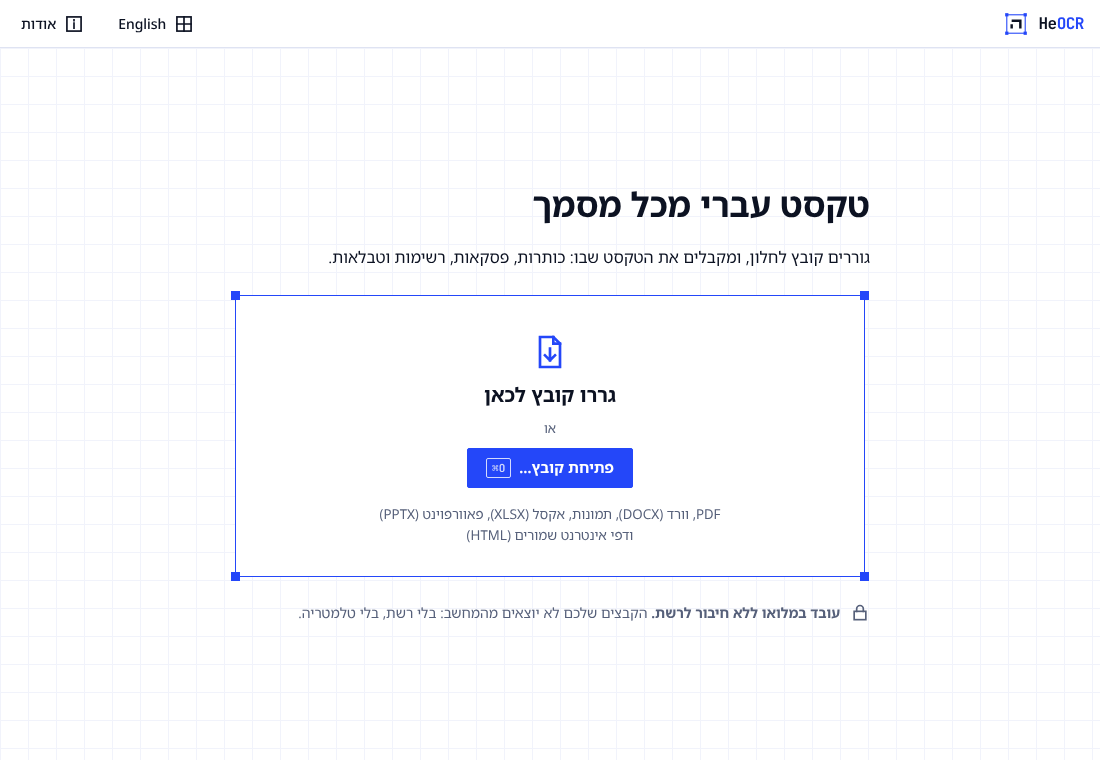 HeOCR
English
אודות
טקסט עברי מכל מסמך
גוררים קובץ לחלון, ומקבלים את הטקסט שבו: כותרות, פסקאות, רשימות וטבלאות.
גררו קובץ לכאן
או
פתיחת קובץ... ⌘O
PDF, וורד (DOCX), תמונות, אקסל (XLSX), פאוורפוינט (PPTX)
ודפי אינטרנט שמורים (HTML)
עובד במלואו ללא חיבור לרשת. הקבצים שלכם לא יוצאים מהמחשב: בלי רשת, בלי טלמטריה.